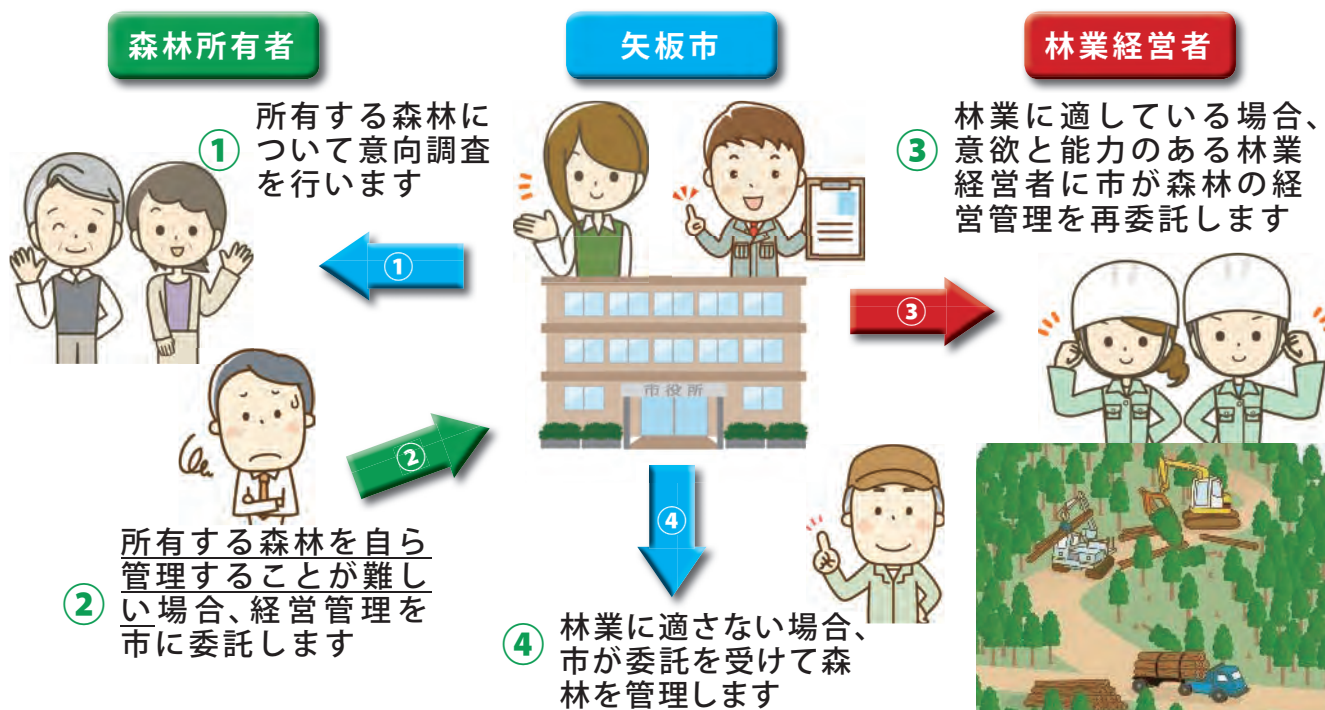 森林所有者
矢板市
林業経営者
①
所有する森林に
ついて意向調査
を行います
③
林業に適している場合、
意欲と能力のある林業
経営者に市が森林の経
営管理を再委託します
①
③
市役所
②
④
②
所有する森林を自ら
管理することが難し
い場合、経営管理を
市に委託します
④
林業に適さない場合、
市が委託を受けて森
林を管理します